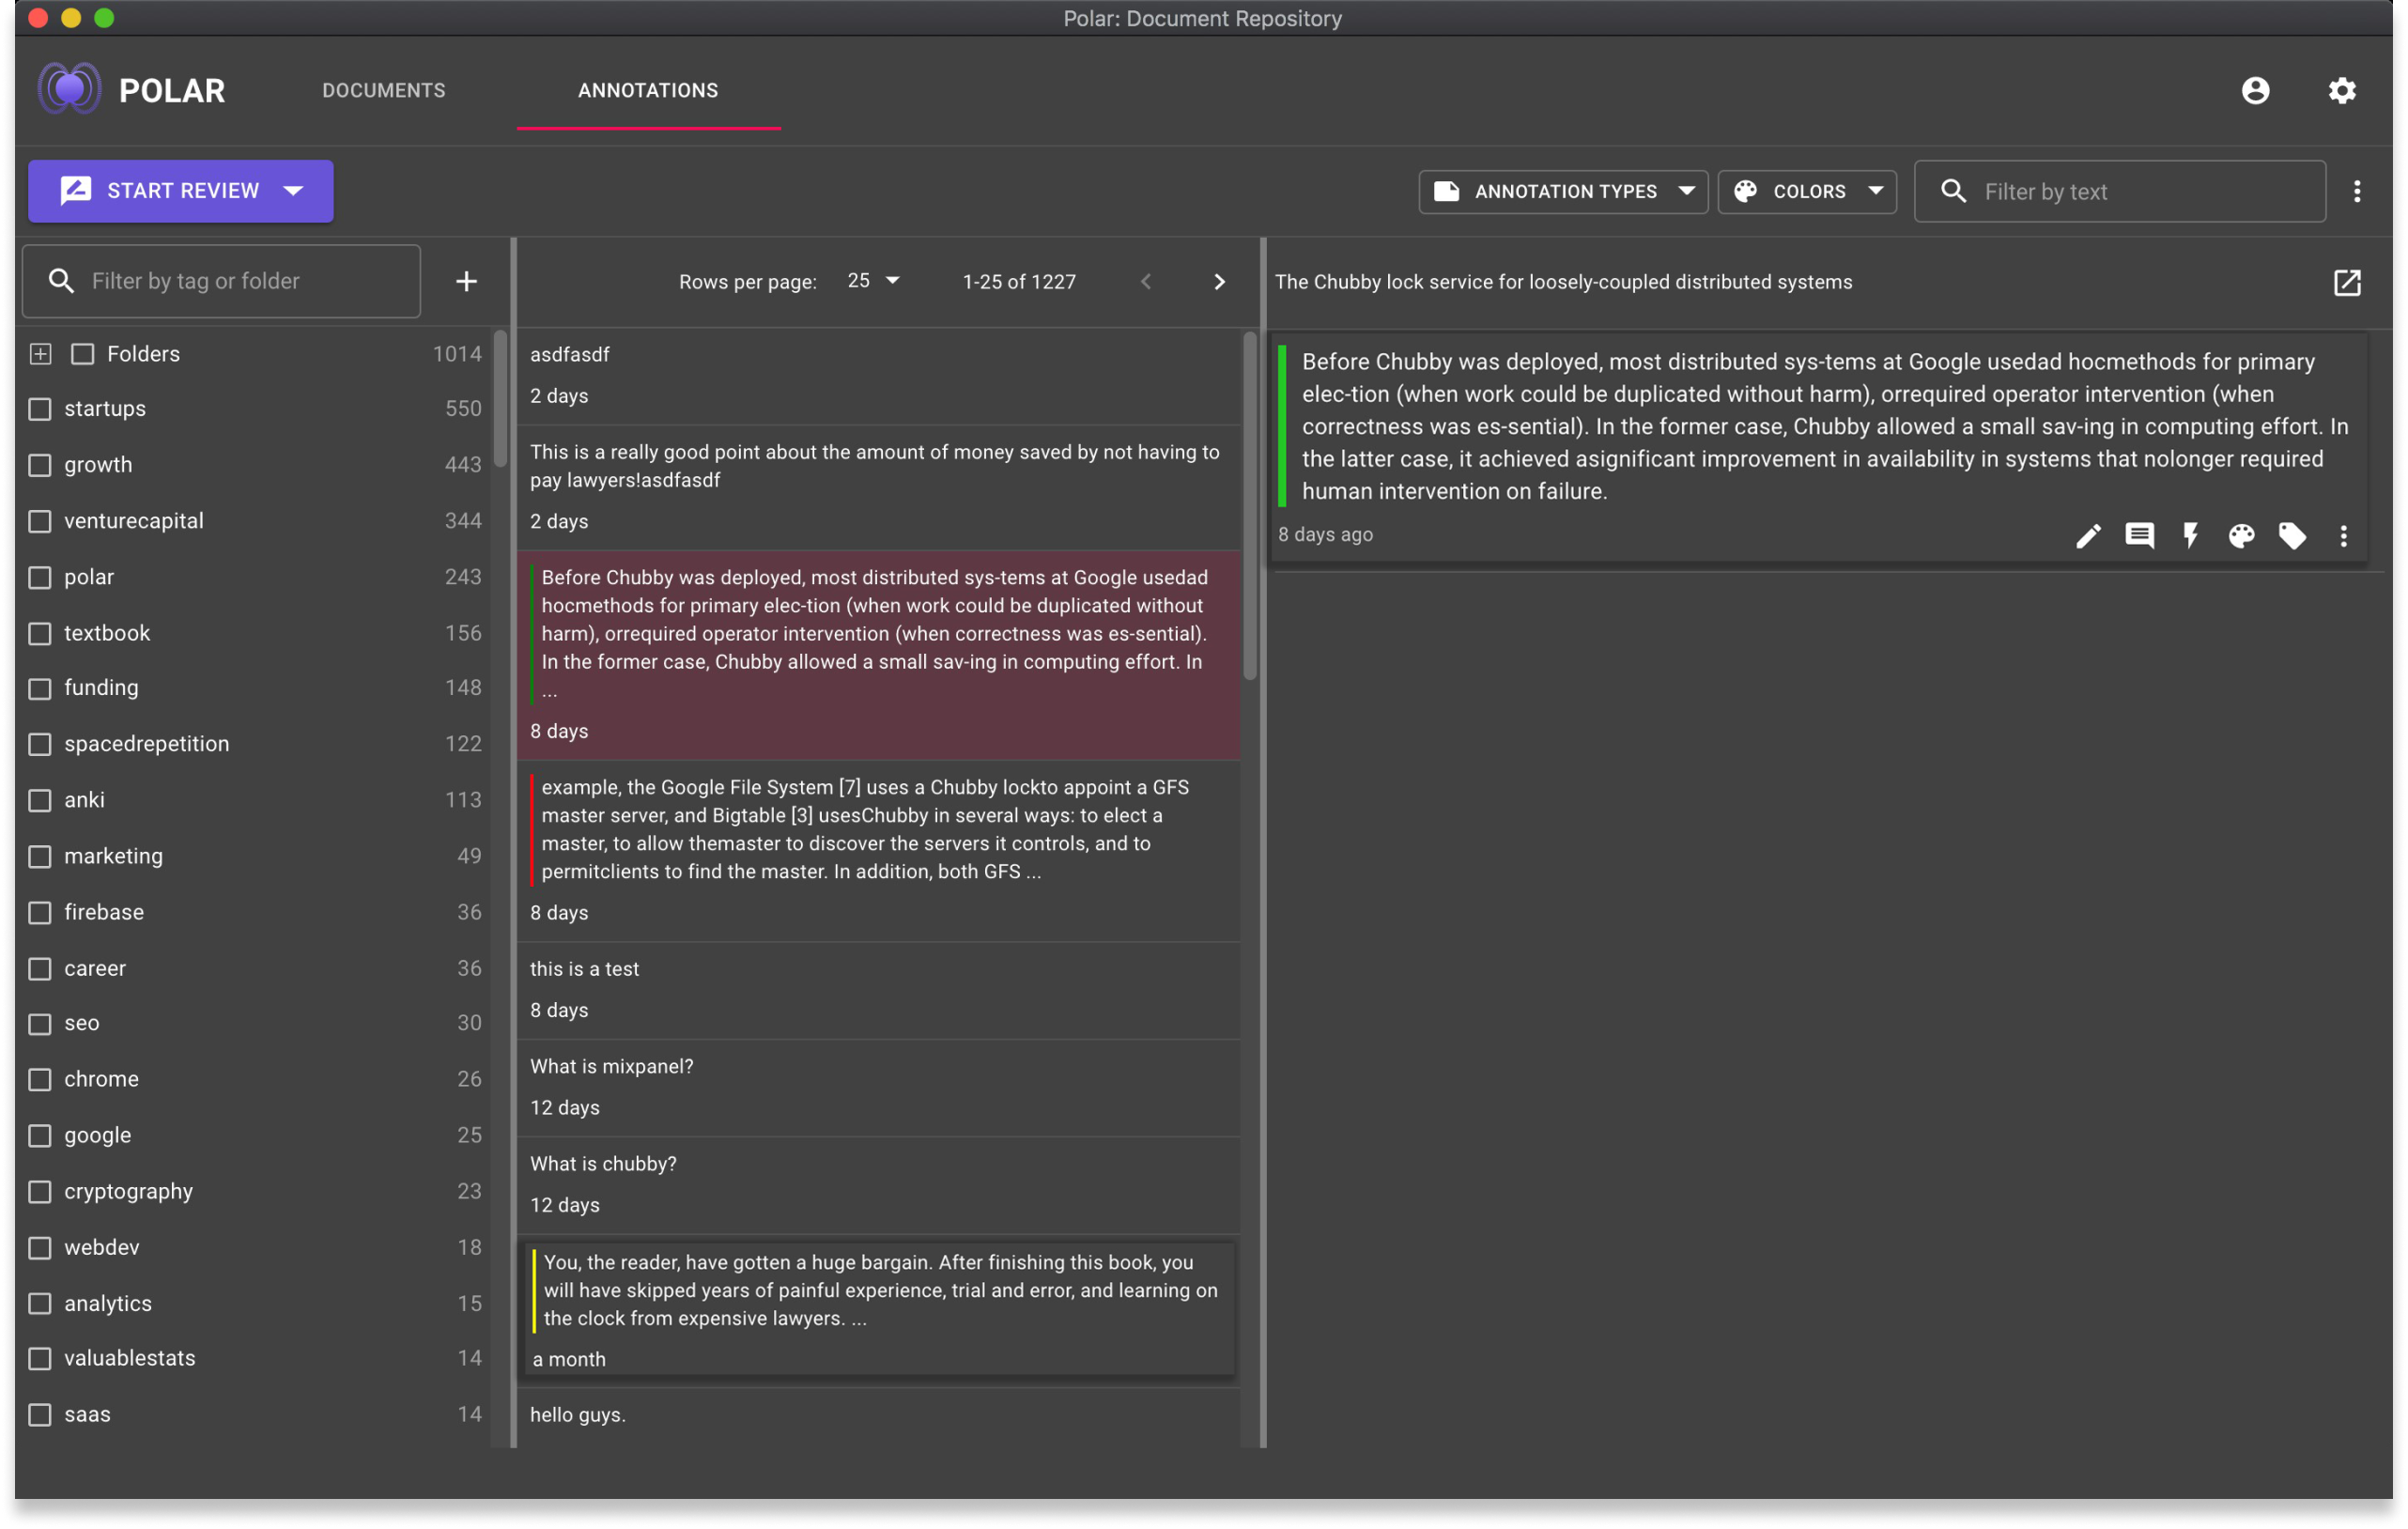 Polar: Document Repository
POLAR
DOCUMENTS
ANNOTATIONS
START REVIEW
ANNOTATION TYPES
COLORS
Filter by text
Filter by tag or folder
Folders 1014
startups 550
growth 443
venturecapital 344
polar 243
textbook 156
funding 148
spacedrepetition 122
anki 113
marketing 49
firebase 36
career 36
seo 30
chrome 26
google 25
cryptography 23
webdev 18
analytics 15
valuablestats 14
saas 14
Rows per page: 25 1-25 of 1227
asdfasdf
2 days
This is a really good point about the amount of money saved by not having to
pay lawyers!asdfasdf
2 days
Before Chubby was deployed, most distributed sys-tems at Google usedad
hocmethods for primary elec-tion (when work could be duplicated without
harm), orrequired operator intervention (when correctness was es-sential).
In the former case, Chubby allowed a small sav-ing in computing effort. In
...
8 days
example, the Google File System [7] uses a Chubby lockto appoint a GFS
master server, and Bigtable [3] usesChubby in several ways: to elect a
master, to allow themaster to discover the servers it controls, and to
permitclients to find the master. In addition, both GFS ...
8 days
this is a test
8 days
What is mixpanel?
12 days
What is chubby?
12 days
You, the reader, have gotten a huge bargain. After finishing this book, you
will have skipped years of painful experience, trial and error, and learning on
the clock from expensive lawyers. ...
a month
hello guys.
The Chubby lock service for loosely-coupled distributed systems
Before Chubby was deployed, most distributed sys-tems at Google usedad hocmethods for primary
elec-tion (when work could be duplicated without harm), orrequired operator intervention (when
correctness was es-sential). In the former case, Chubby allowed a small sav-ing in computing effort. In
the latter case, it achieved asignificant improvement in availability in systems that nolonger required
human intervention on failure.
8 days ago